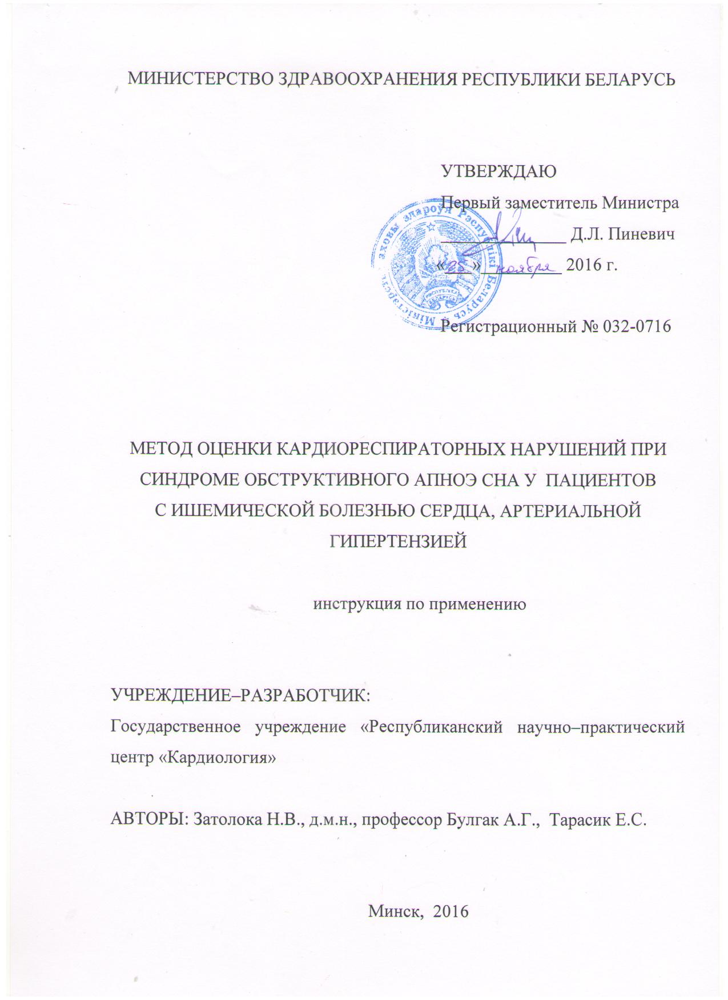 МИНИСТЕРСТВО ЗДРАВООХРАНЕНИЯ РЕСПУБЛИКИ БЕЛАРУСЬ
УТВЕРЖДАЮ
Первый заместитель Министра
Д.Л. Пиневич
«25» ноября 2016 г.
Міністэрства аховы здароўя Рэспублікі Беларусь
РЭСПУБЛІКА
БЕЛАРУСЬ
Регистрационный № 032-0716
МЕТОД ОЦЕНКИ КАРДИОРЕСПИРАТОРНЫХ НАРУШЕНИЙ ПРИ
СИНДРОМЕ ОБСТРУКТИВНОГО АПНОЭ СНА У ПАЦИЕНТОВ
С ИШЕМИЧЕСКОЙ БОЛЕЗНЬЮ СЕРДЦА, АРТЕРИАЛЬНОЙ
ГИПЕРТЕНЗИЕЙ
инструкция по применению
УЧРЕЖДЕНИЕ–РАЗРАБОТЧИК:
Государственное учреждение «Республиканский научно–практический
центр «Кардиология»
АВТОРЫ: Затолока Н.В., д.м.н., профессор Булгак А.Г., Тарасик Е.С.
Минск, 2016